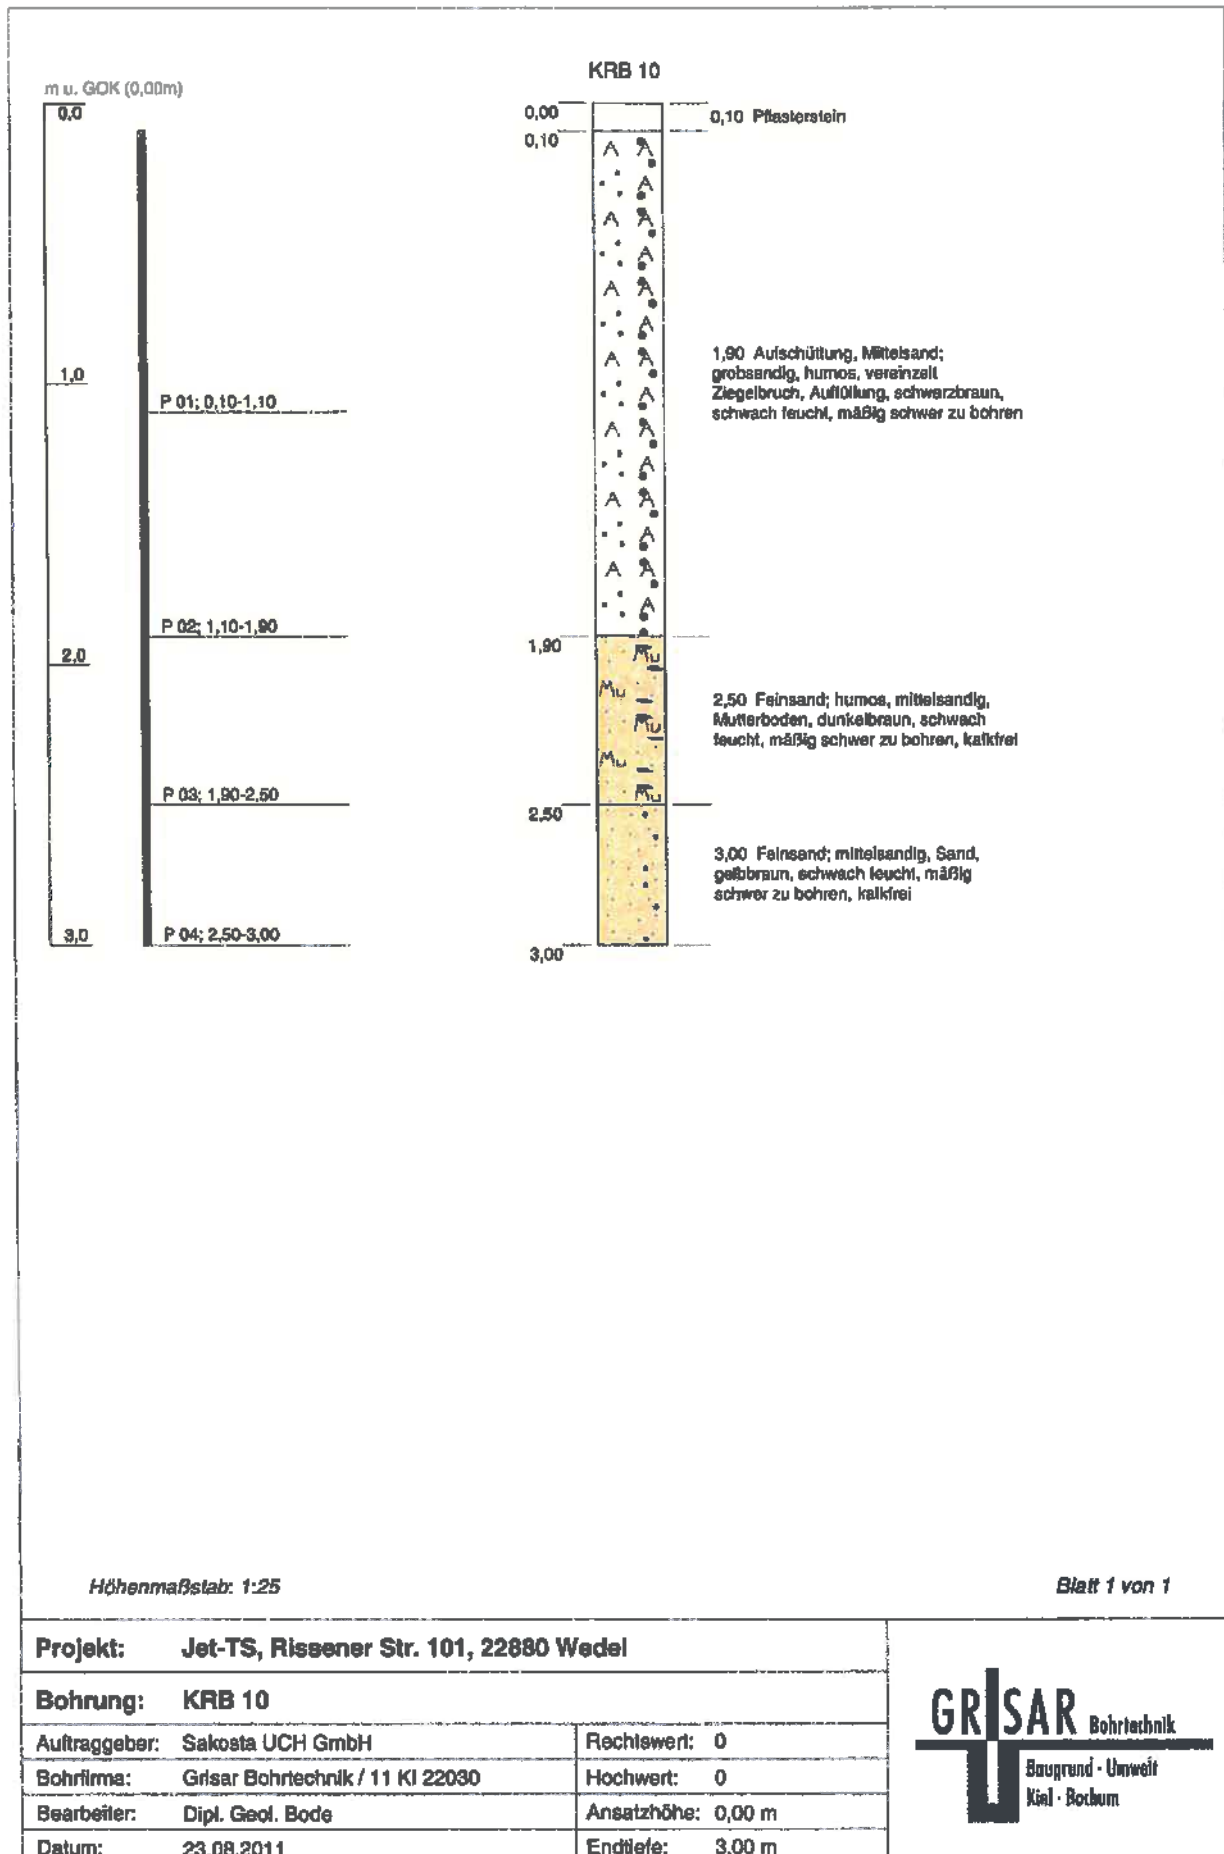 KRB 10
m u. GOK (0,00m)
0,0
0,00
0,10 Pflasterstein
0,10
1,90 Aufschüttung, Mittelsand;
grobsandig, humos, vereinzelt
Ziegelbruch, Auffüllung, schwarzbraun,
schwach feucht, mäßig schwer zu bohren
1,0
P 01; 0,10-1,10
P 02; 1,10-1,90
1,90
2,0
2,50 Feinsand; humos, mittelsandig,
Mutterboden, dunkelbraun, schwach
feucht, mäßig schwer zu bohren, kalkfrei
P 03; 1,90-2,50
2,50
3,00 Feinsand; mittelsandig, Sand,
gelbbraun, schwach feucht, mäßig
schwer zu bohren, kalkfrei
3,0
P 04; 2,50-3,00
3,00
Höhenmaßstab: 1:25
Blatt 1 von 1
Projekt: Jet-TS, Rissener Str. 101, 22880 Wedel
Bohrung: KRB 10
Auftraggeber: Sakosta UCH GmbH
Rechtswert: 0
Bohrfirma: Grisar Bohrtechnik / 11 KI 22030
Hochwert: 0
Bearbeiter: Dipl. Geol. Bode
Ansatzhöhe: 0,00 m
Datum: 23.08.2011
Endtiefe: 3,00 m
GRISAR Bohrtechnik
Baugrund · Umwelt
Kiel · Bochum